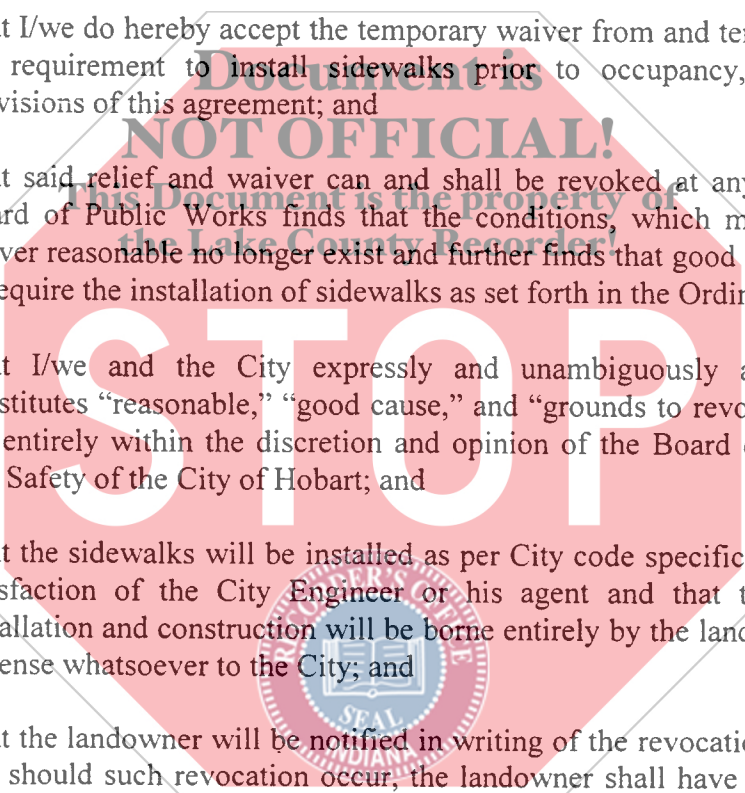 t I/we do hereby accept the temporary waiver from and ter
Document is
requirement to install sidewalks prior to occupancy,
visions of this agreement; and
NOT OFFICIAL!
t said relief and waiver can and shall be revoked at any
This Document is the property of
ard of Public Works finds that the conditions, which m
the Lake County Recorder!
ver reasonable no longer exist and further finds that good
equire the installation of sidewalks as set forth in the Ordin
STOP
t I/we and the City expressly and unambiguously a
stitutes “reasonable,” “good cause,” and “grounds to revo
entirely within the discretion and opinion of the Board
Safety of the City of Hobart; and
t the sidewalks will be installed as per City code specific
sfaction of the City Engineer or his agent and that t
allation and construction will be borne entirely by the land
ense whatsoever to the City; and
RECORDER'S OFFICE
SEAL
INDIANA
t the landowner will be notified in writing of the revocatio
should such revocation occur, the landowner shall have